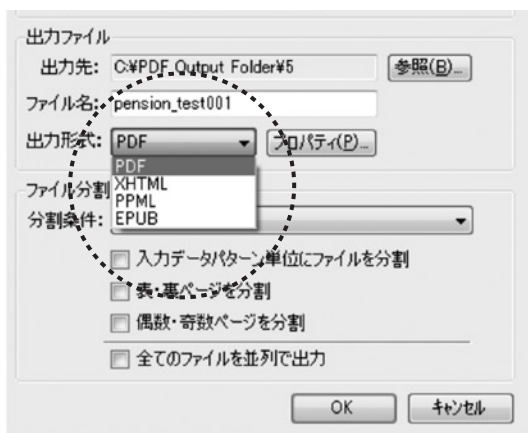 出力ファイル
出力先: C:¥PDF_Output Folder¥5 参照(B)...
ファイル名: pension_test001
出力形式: PDF プロパティ(P)...
PDF
XHTML
ファイル分割
PPML
分割条件: EPUB
入力データパターン単位にファイルを分割
表・裏ページを分割
偶数・奇数ページを分割
全てのファイルを並列で出力
OK キャンセル